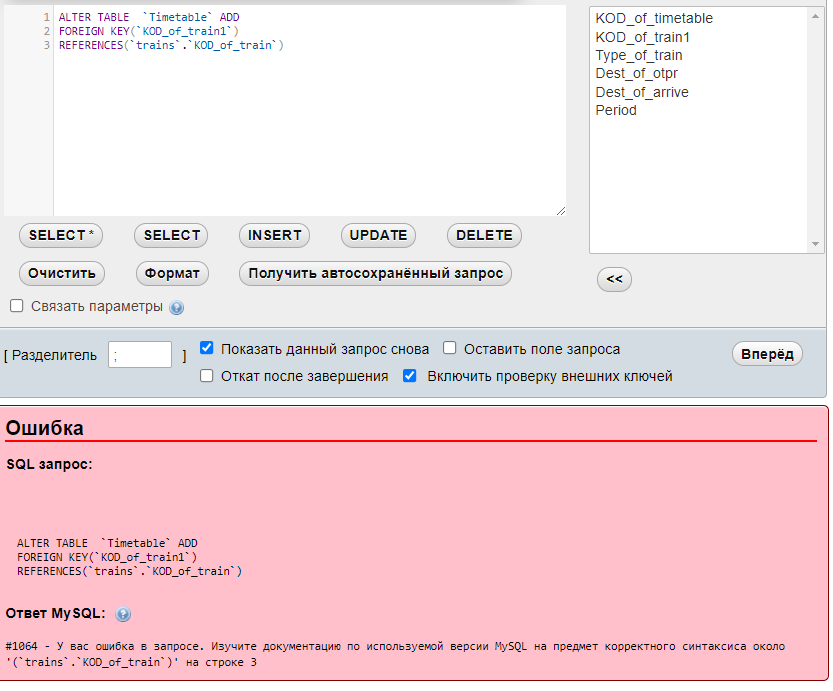 1 ALTER TABLE  `Timetable` ADD
2 FOREIGN KEY(`KOD_of_train1`)
3 REFERENCES(`trains`.`KOD_of_train`)
KOD_of_timetable
KOD_of_train1
Type_of_train
Dest_of_otpr
Dest_of_arrive
Period
SELECT * SELECT INSERT UPDATE DELETE
Очистить Формат Получить автосохранённый запрос <<
Связать параметры
[ Разделитель ; ] Показать данный запрос снова Оставить поле запроса Вперёд
Откат после завершения Включить проверку внешних ключей
Ошибка
SQL запрос:
ALTER TABLE  `Timetable` ADD
FOREIGN KEY(`KOD_of_train1`)
REFERENCES(`trains`.`KOD_of_train`)
Ответ MySQL:
#1064 - У вас ошибка в запросе. Изучите документацию по используемой версии MySQL на предмет корректного синтаксиса около
'(`trains`.`KOD_of_train`)' на строке 3